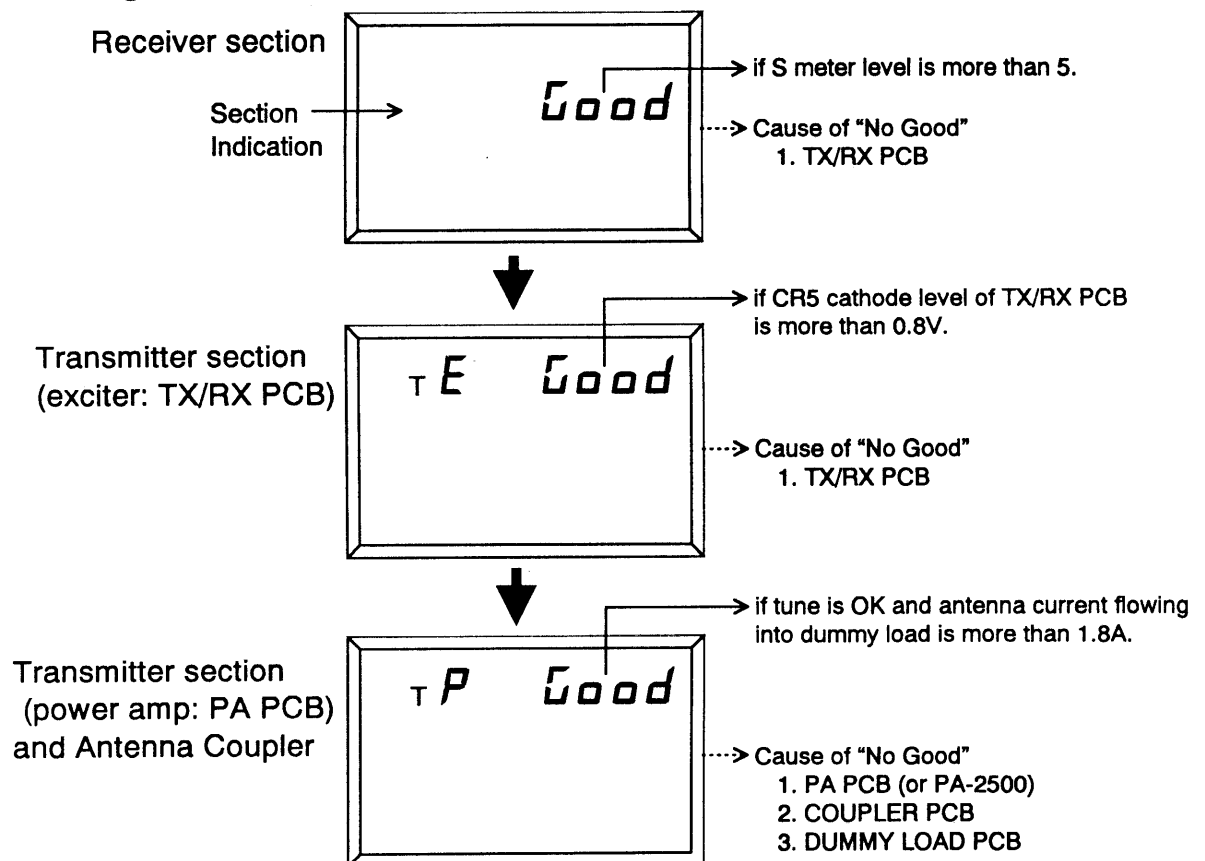 Receiver section
Good
if S meter level is more than 5.
Section
Indication
Cause of "No Good"
1. TX/RX PCB
if CR5 cathode level of TX/RX PCB
is more than 0.8V.
Transmitter section
(exciter: TX/RX PCB)
T E Good
Cause of "No Good"
1. TX/RX PCB
if tune is OK and antenna current flowing
into dummy load is more than 1.8A.
Transmitter section
(power amp: PA PCB)
and Antenna Coupler
T P Good
Cause of "No Good"
1. PA PCB (or PA-2500)
2. COUPLER PCB
3. DUMMY LOAD PCB